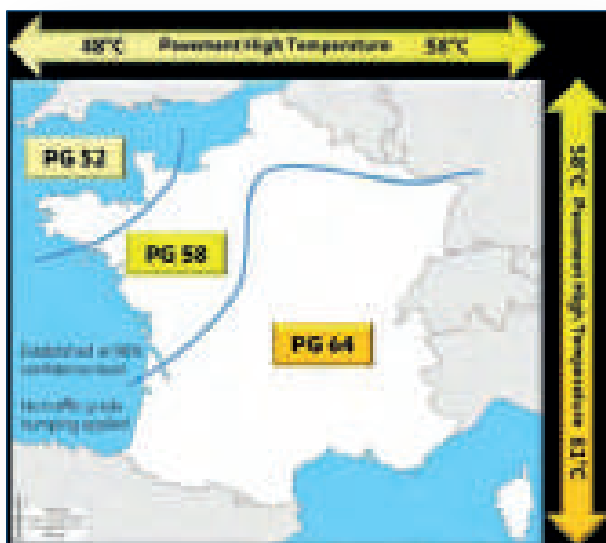 48°C Pavement High Temperature 58°C
PG 52
PG 58
PG 64
Established at 98%
confidence level
No traffic grade
bumping applied
58°C Pavement High Temperature 62°C